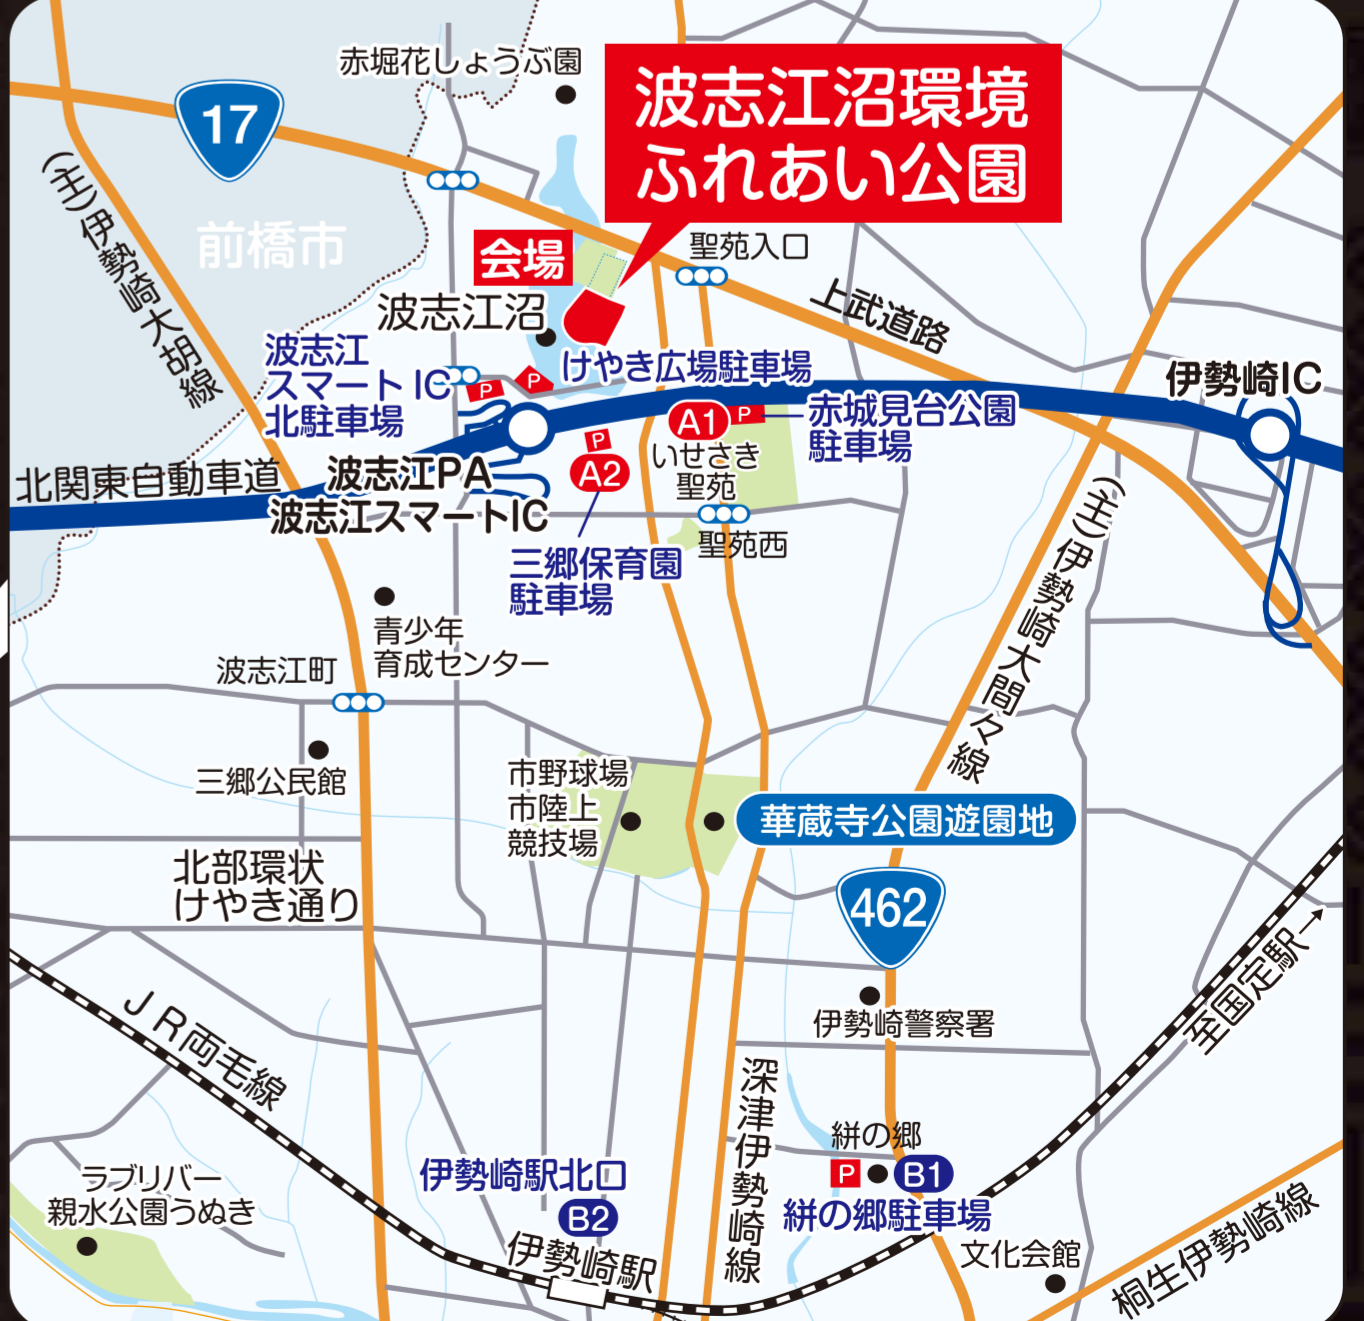 赤堀花しょうぶ園
波志江沼環境
ふれあい公園
17
(主)伊勢崎大胡線
前橋市
会場
聖苑入口
波志江沼
上武道路
波志江
スマートIC
北駐車場
P
P
けやき広場駐車場
伊勢崎IC
A1
P
赤城見台公園
駐車場
P
A2
いせさき
聖苑
北関東自動車道
波志江PA
波志江スマートIC
聖苑西
三郷保育園
駐車場
(主)伊勢崎大間々線
青少年
育成センター
波志江町
三郷公民館
市野球場
市陸上
競技場
華蔵寺公園遊園地
北部環状
けやき通り
462
伊勢崎警察署
至国定駅→
JR両毛線
深津伊勢崎線
絣の郷
P
B1
絣の郷駐車場
伊勢崎駅北口
B2
伊勢崎駅
ラブリバー
親水公園うぬき
文化会館
桐生伊勢崎線